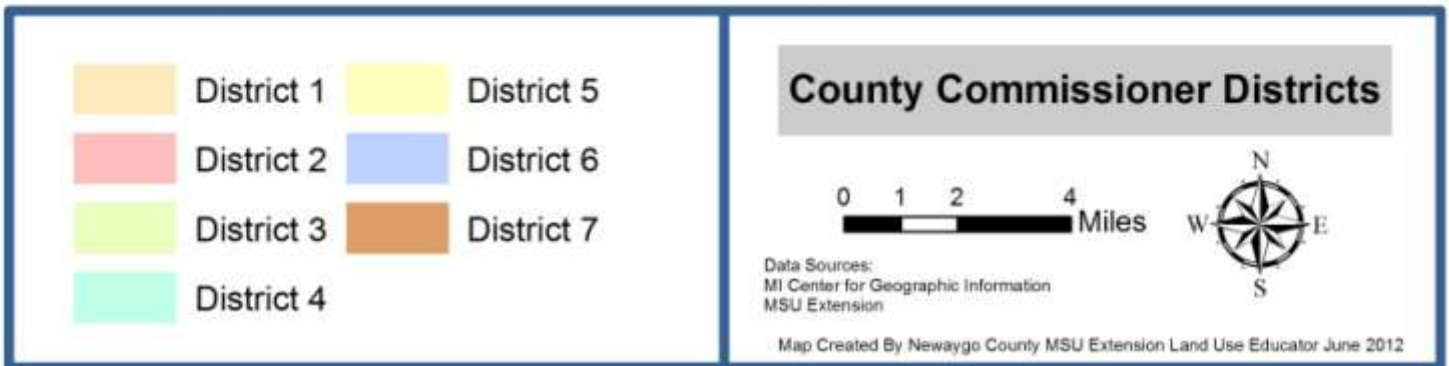 District 1
District 2
District 3
District 4
District 5
District 6
District 7
County Commissioner Districts
0 1 2 4
Miles
N
W E
S
Data Sources:
MI Center for Geographic Information
MSU Extension
Map Created By Newaygo County MSU Extension Land Use Educator June 2012